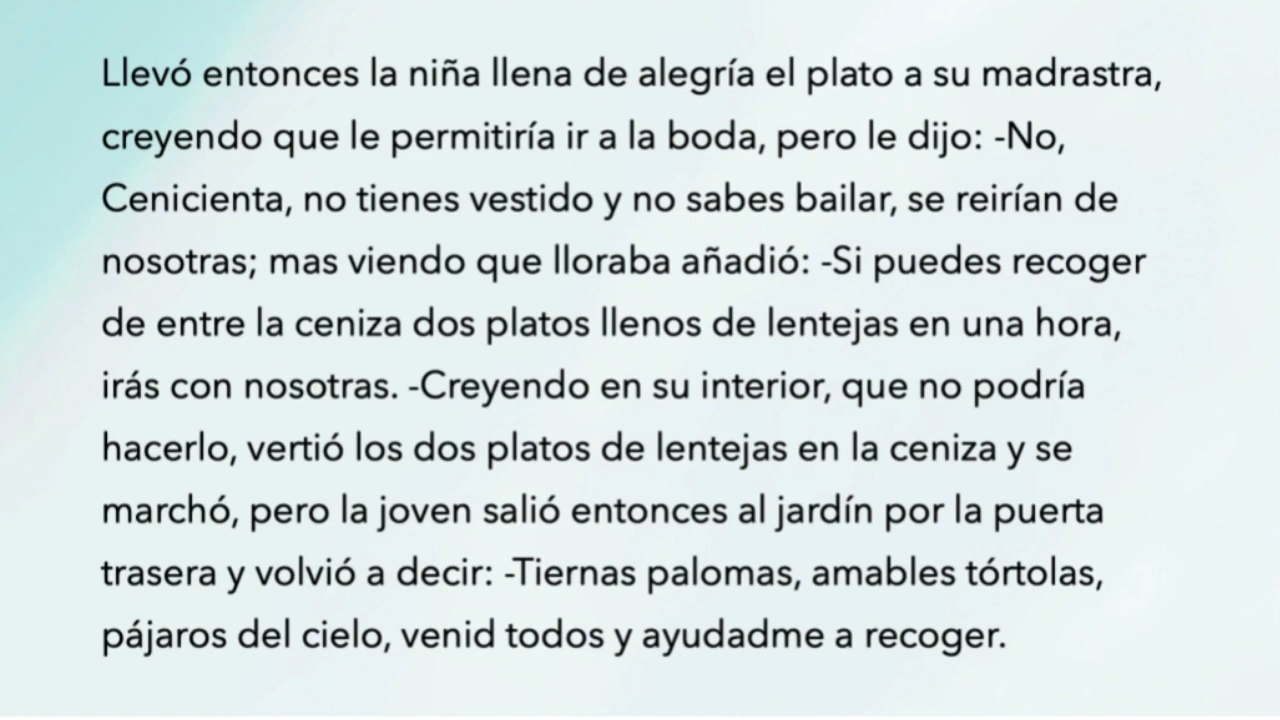 Llevó entonces la niña llena de alegría el plato a su madrastra,
creyendo que le permitiría ir a la boda, pero le dijo: -No,
Cenicienta, no tienes vestido y no sabes bailar, se reirían de
nosotras; mas viendo que lloraba añadió: -Si puedes recoger
de entre la ceniza dos platos llenos de lentejas en una hora,
irás con nosotras. -Creyendo en su interior, que no podría
hacerlo, vertió los dos platos de lentejas en la ceniza y se
marchó, pero la joven salió entonces al jardín por la puerta
trasera y volvió a decir: -Tiernas palomas, amables tórtolas,
pájaros del cielo, venid todos y ayudadme a recoger.